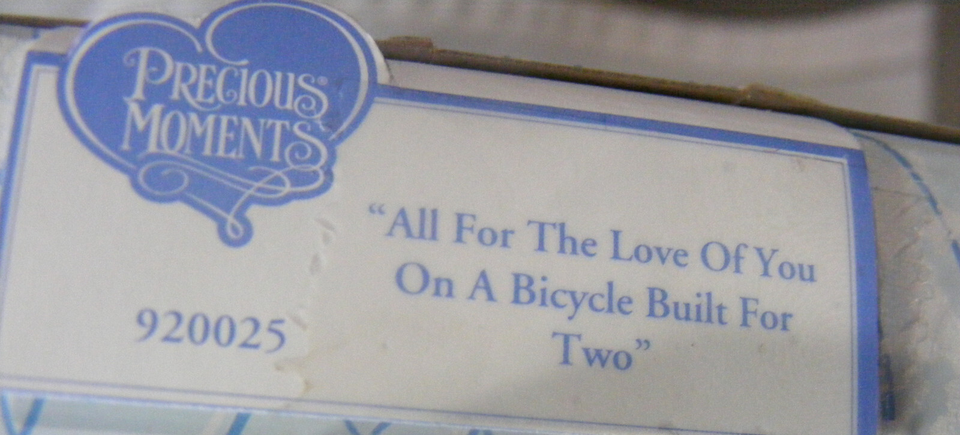 PRECIOUS®
MOMENTS
“All For The Love Of You
On A Bicycle Built For
Two”
920025